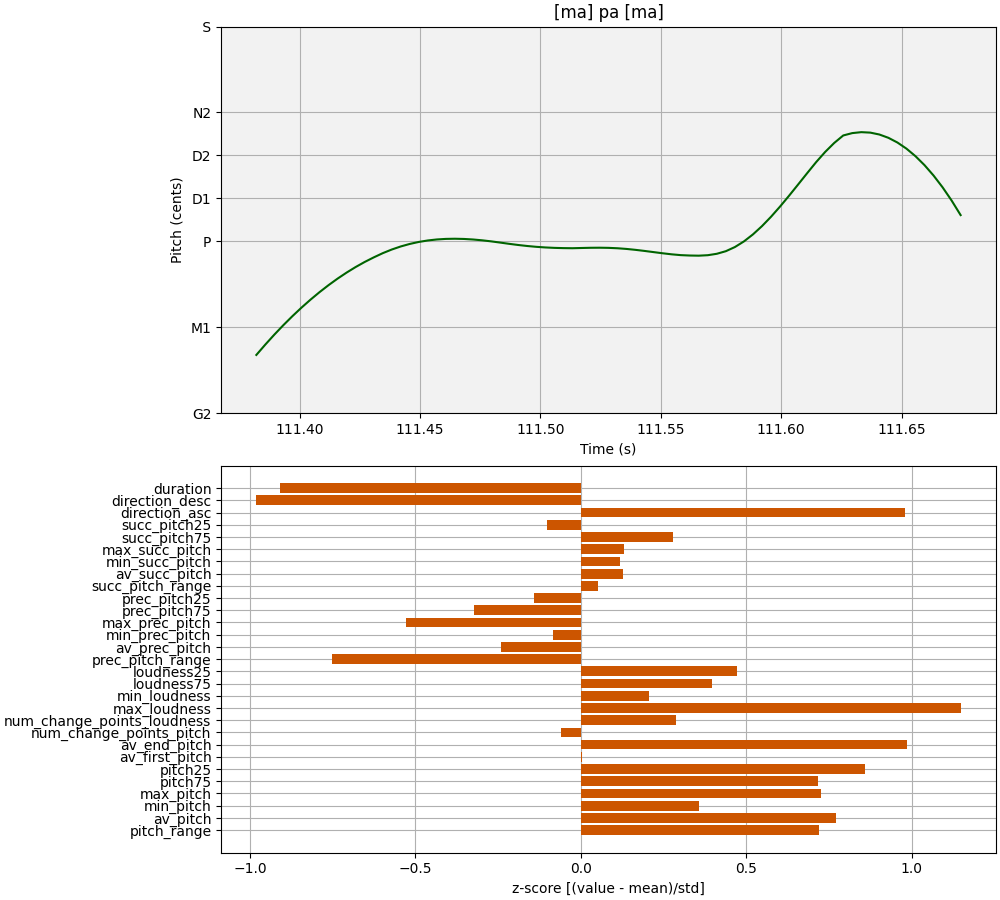 [ma] pa [ma]
S
N2
D2
D1
P
M1
G2
Pitch (cents)
111.40 111.45 111.50 111.55 111.60 111.65
Time (s)
duration
direction_desc
direction_asc
succ_pitch25
succ_pitch75
max_succ_pitch
min_succ_pitch
av_succ_pitch
succ_pitch_range
prec_pitch25
prec_pitch75
max_prec_pitch
min_prec_pitch
av_prec_pitch
prec_pitch_range
loudness25
loudness75
min_loudness
max_loudness
num_change_points_loudness
num_change_points_pitch
av_end_pitch
av_first_pitch
pitch25
pitch75
max_pitch
min_pitch
av_pitch
pitch_range
−1.0 −0.5 0.0 0.5 1.0
z-score [(value - mean)/std]